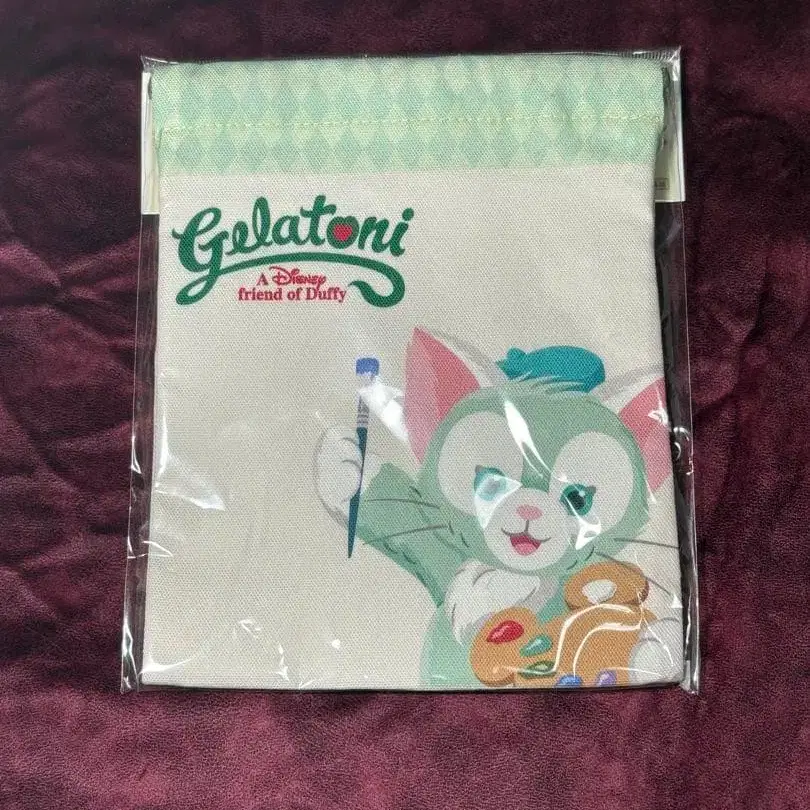 Gelatoni
A Disney
friend of Duffy